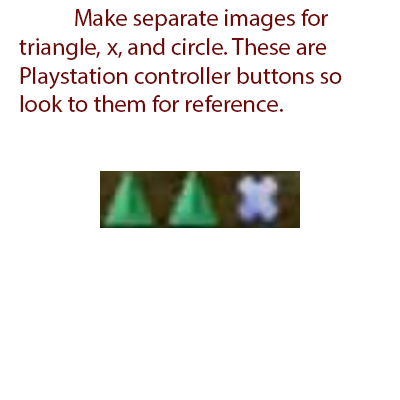 Make separate images for
triangle, x, and circle. These are
Playstation controller buttons so
look to them for reference.